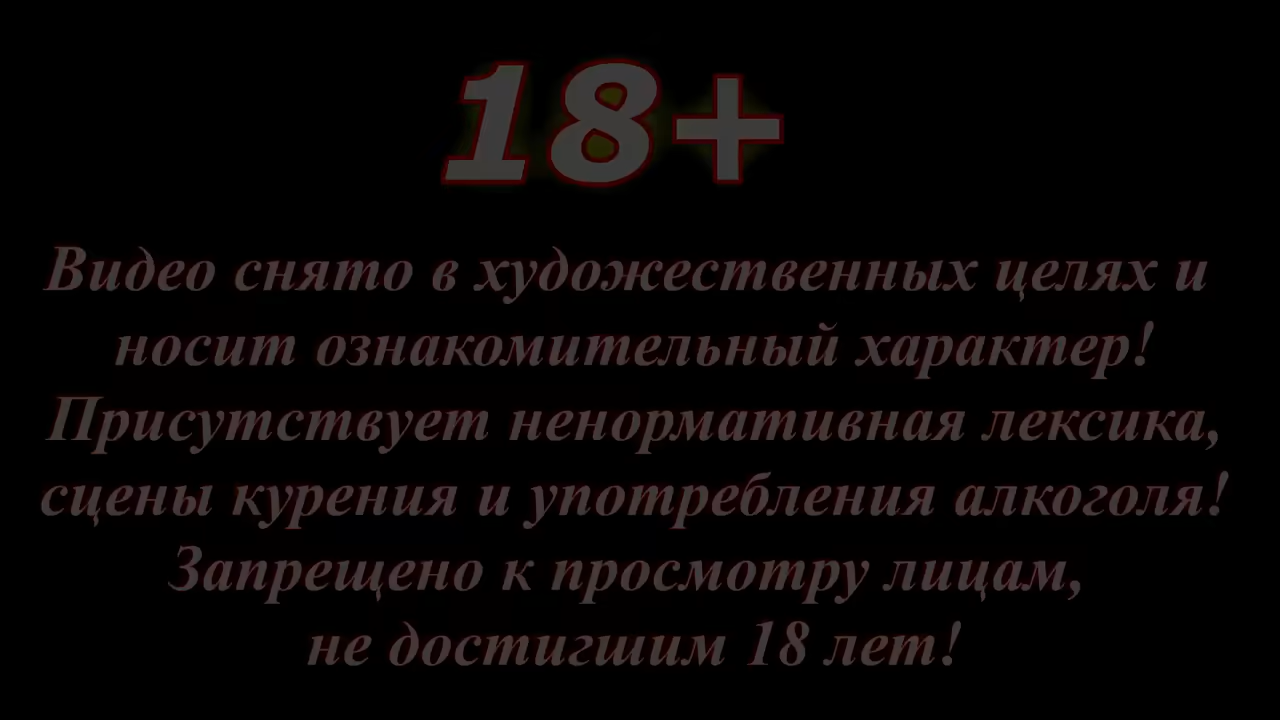 18+
Видео снято в художественных целях и
носит ознакомительный характер!
Присутствует ненормативная лексика,
сцены курения и употребления алкоголя!
Запрещено к просмотру лицам,
не достигшим 18 лет!